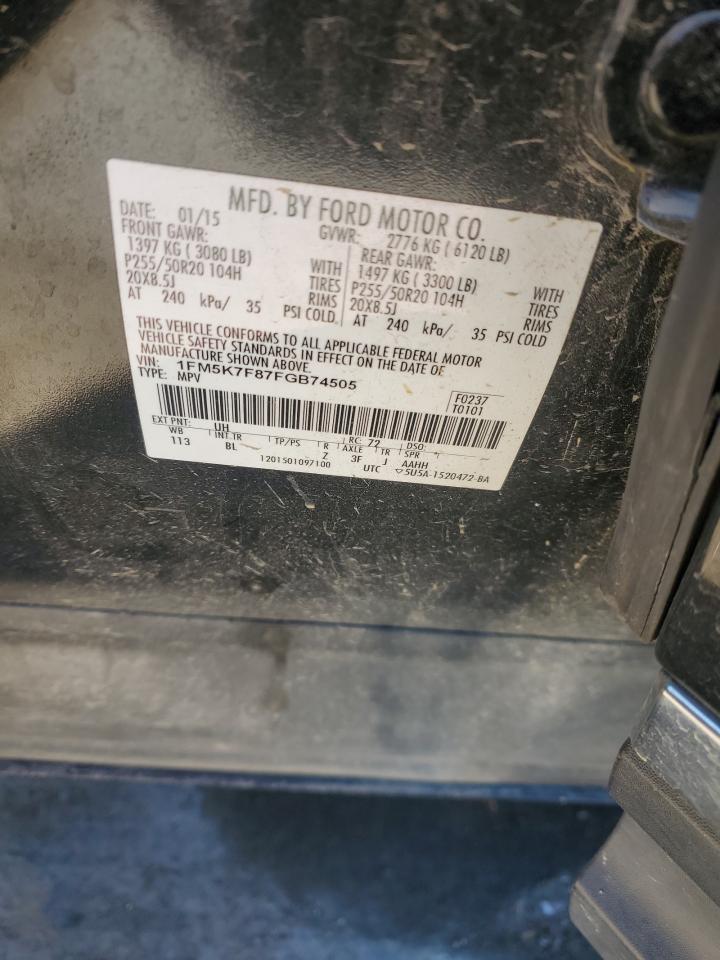 MFD. BY FORD MOTOR CO.
DATE: 01/15 GVWR: 2776 KG ( 6120 LB)
FRONT GAWR: REAR GAWR:
1397 KG ( 3080 LB) WITH 1497 KG ( 3300 LB) WITH
P255/50R20 104H TIRES P255/50R20 104H TIRES
20X8.5J RIMS 20X8.5J RIMS
AT 240 kPa/ 35 PSI COLD AT 240 kPa/ 35 PSI COLD
THIS VEHICLE CONFORMS TO ALL APPLICABLE FEDERAL MOTOR
VEHICLE SAFETY STANDARDS IN EFFECT ON THE DATE OF
MANUFACTURE SHOWN ABOVE.
VIN: 1FM5K7F87FGB74505
TYPE: MPV
F0237
T0101
EXT PNT: UH RC: 72 DSO:
WB INT TR TP/PS R AXLE TR SPR
113 BL Z 3F J AAHH
1201501097100 UTC ▽5U5A-1520472-BA